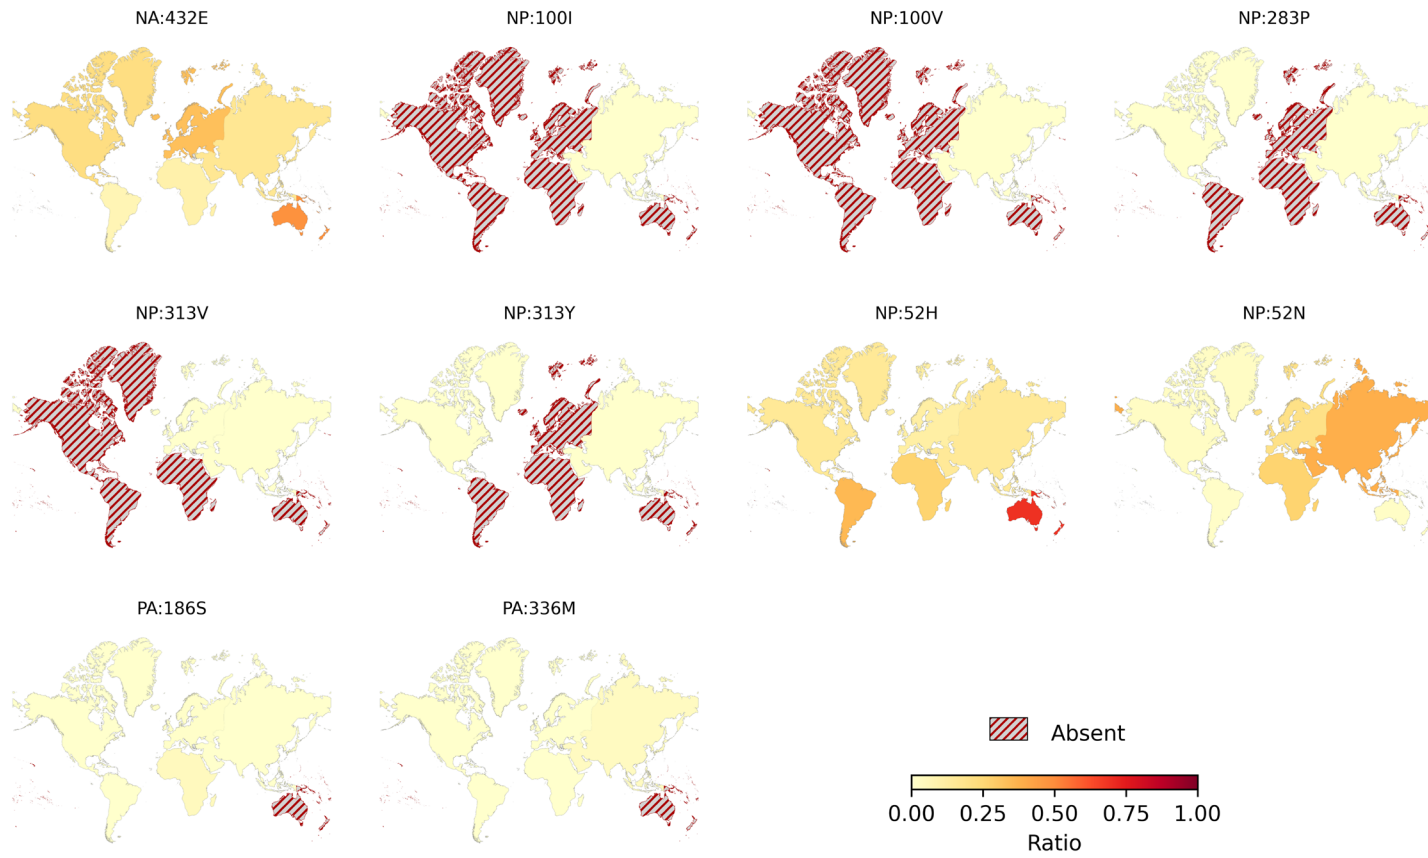 NA:432E
NP:100I
NP:100V
NP:283P
NP:313V
NP:313Y
NP:52H
NP:52N
PA:186S
PA:336M
Absent
0.00 0.25 0.50 0.75 1.00
Ratio